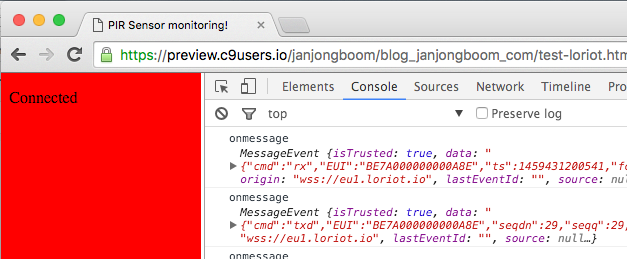 PIR Sensor monitoring!
https://preview.c9users.io/janjongboom/blog_janjongboom_com/test-loriot.htm
Connected
Elements Console Sources Network Timeline Pro
top Preserve log
onmessage
MessageEvent {isTrusted: true, data: "
{"cmd":"rx","EUI":"BE7A000000000A8E","ts":1459431200541,"fc
origin: "wss://eu1.loriot.io", lastEventId: "", source: nul
onmessage
MessageEvent {isTrusted: true, data: "
{"cmd":"txd","EUI":"BE7A000000000A8E","seqdn":29,"seqq":29,
"wss://eu1.loriot.io", lastEventId: "", source: null…}
onmessage